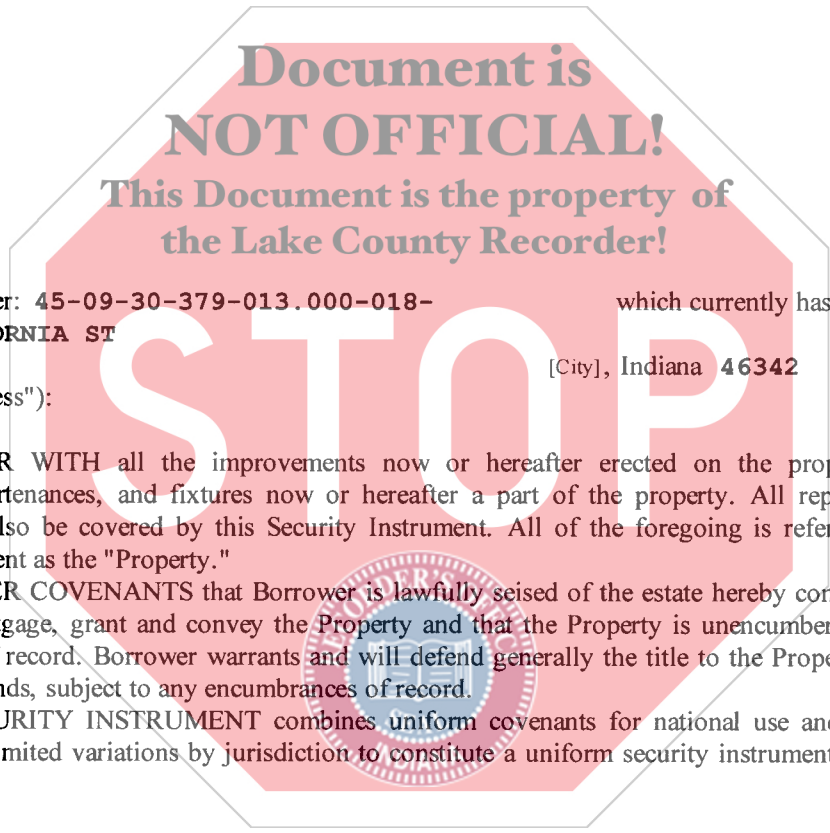 Document is
NOT OFFICIAL!
This Document is the property of
the Lake County Recorder!
er: 45-09-30-379-013.000-018- which currently has
ORNIA ST
[City], Indiana 46342
ess"):
STOP
R WITH all the improvements now or hereafter erected on the prop
rtenances, and fixtures now or hereafter a part of the property. All rep
lso be covered by this Security Instrument. All of the foregoing is refer
ent as the "Property."
ER COVENANTS that Borrower is lawfully seised of the estate hereby con
gage, grant and convey the Property and that the Property is unencumber
record. Borrower warrants and will defend generally the title to the Prope
nds, subject to any encumbrances of record.
URITY INSTRUMENT combines uniform covenants for national use and
mited variations by jurisdiction to constitute a uniform security instrument
INDIANA